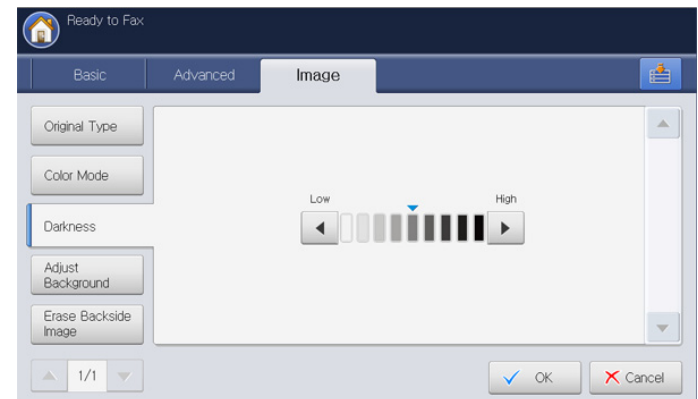 Ready to Fax
Basic
Advanced
Image
Original Type
Color Mode
Darkness
Adjust
Background
Erase Backside
Image
Low
High
1/1
OK
Cancel